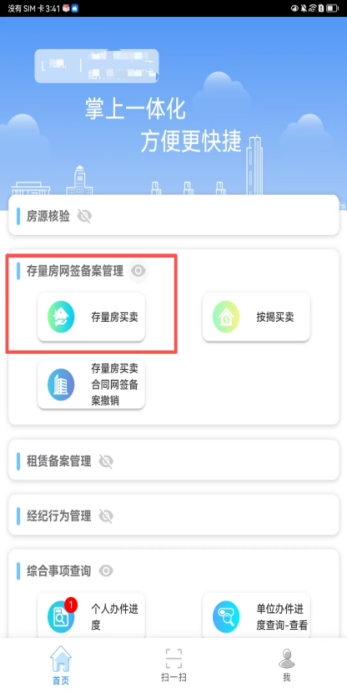 没有 SIM 卡 3:41
掌上一体化
方便更快捷
房源核验
存量房网签备案管理
存量房买卖
按揭买卖
存量房买卖
合同网签备
案撤销
租赁备案管理
经纪行为管理
综合事项查询
1
个人办件进
度
单位办件进
度查询-查看
首页
扫一扫
我